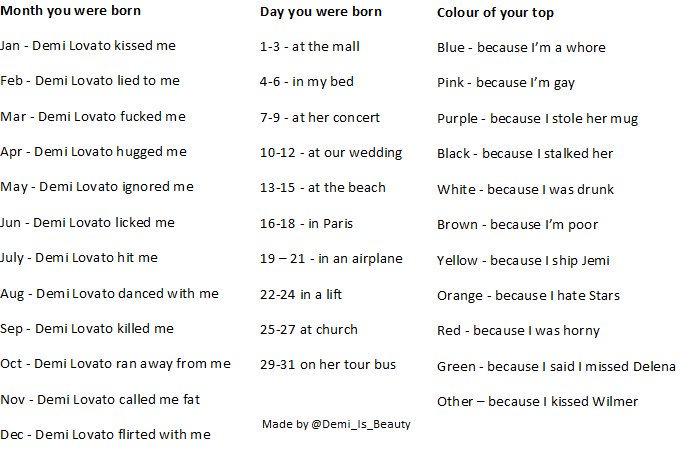 Month you were born
Jan - Demi Lovato kissed me
Feb - Demi Lovato lied to me
Mar - Demi Lovato fucked me
Apr - Demi Lovato hugged me
May - Demi Lovato ignored me
Jun - Demi Lovato licked me
July - Demi Lovato hit me
Aug - Demi Lovato danced with me
Sep - Demi Lovato killed me
Oct - Demi Lovato ran away from me
Nov - Demi Lovato called me fat
Dec - Demi Lovato flirted with me
Day you were born
1-3 - at the mall
4-6 - in my bed
7-9 - at her concert
10-12 - at our wedding
13-15 - at the beach
16-18 - in Paris
19 – 21 - in an airplane
22-24 in a lift
25-27 at church
29-31 on her tour bus
Made by @Demi_Is_Beauty
Colour of your top
Blue - because I'm a whore
Pink - because I'm gay
Purple - because I stole her mug
Black - because I stalked her
White - because I was drunk
Brown - because I'm poor
Yellow - because I ship Jemi
Orange - because I hate Stars
Red - because I was horny
Green - because I said I missed Delena
Other – because I kissed Wilmer